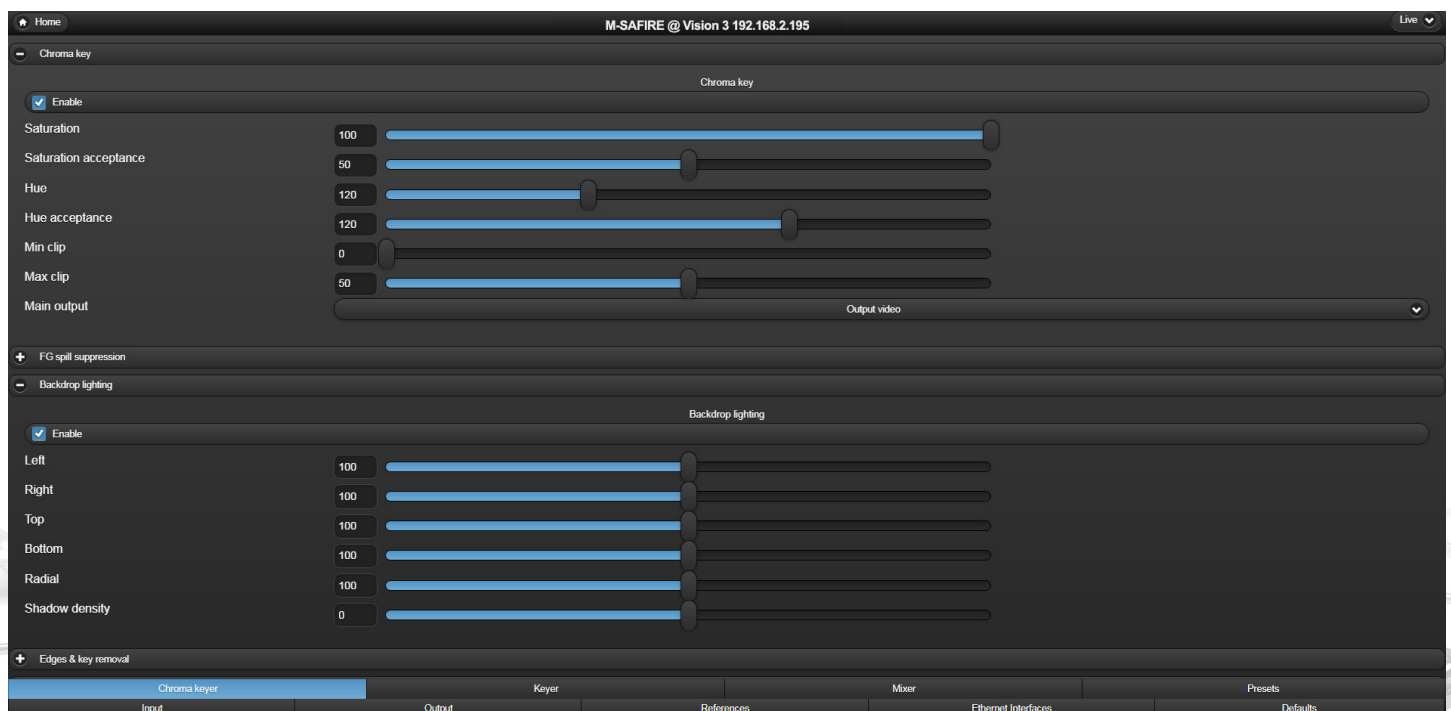 Home
M-SAFIRE @ Vision 3 192.168.2.195
Live
Chroma key
Chroma key
Enable
Saturation 100
Saturation acceptance 50
Hue 120
Hue acceptance 120
Min clip 0
Max clip 50
Main output Output video
FG spill suppression
Backdrop lighting
Backdrop lighting
Enable
Left 100
Right 100
Top 100
Bottom 100
Radial 100
Shadow density 0
Edges & key removal
Chroma keyer Keyer Mixer Presets
Input Output References Ethernet Interfaces Defaults